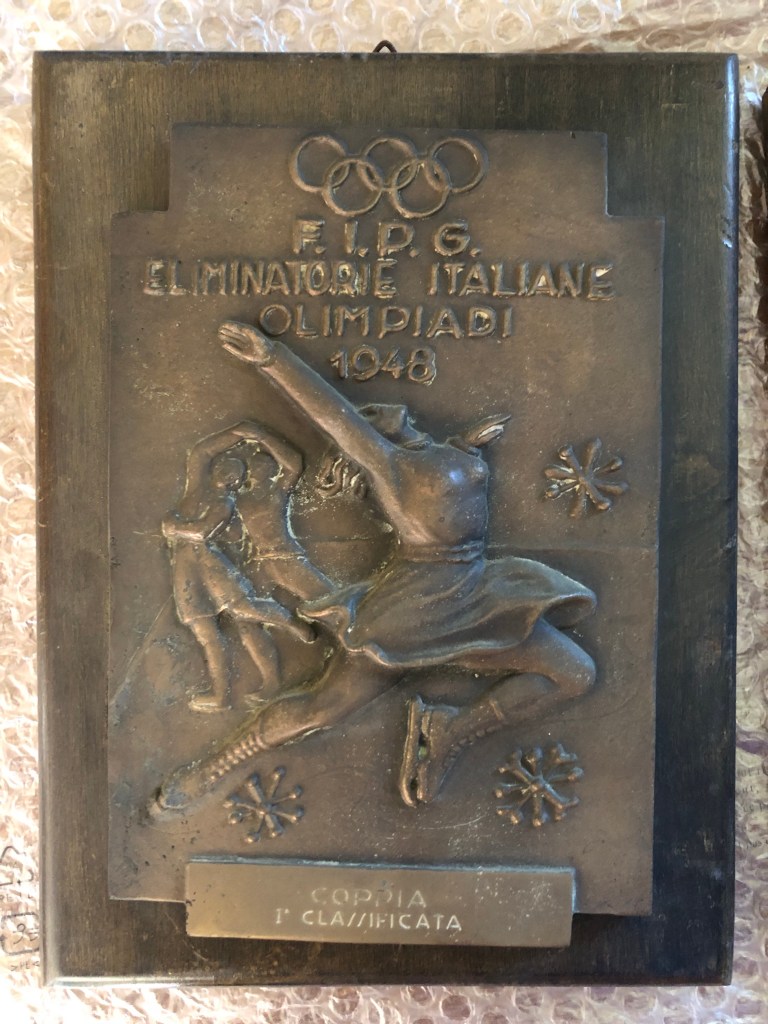 F.I.P.G.
ELIMINATORIE ITALIANE
OLIMPIADI
1948
COPPIA
1ª CLASSIFICATA